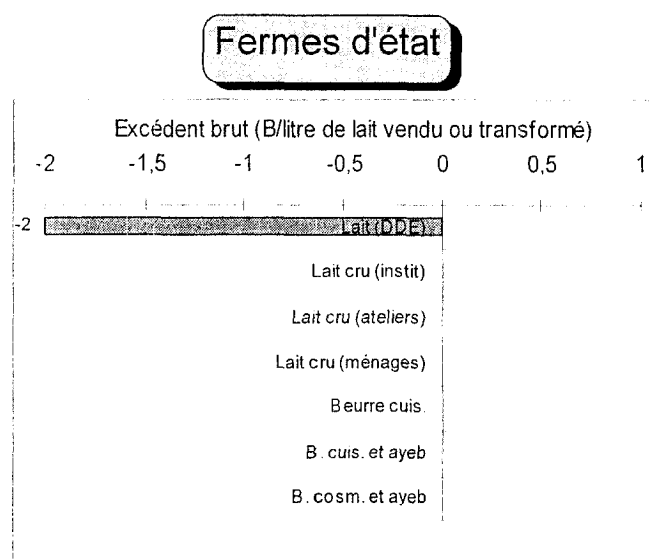 Fermes d'état
Excédent brut (B/litre de lait vendu ou transformé)
-2 -1,5 -1 -0,5 0 0,5 1
-2 Lait (DDE)
Lait cru (instit)
Lait cru (ateliers)
Lait cru (ménages)
Beurre cuis.
B. cuis. et ayeb
B. cosm. et ayeb